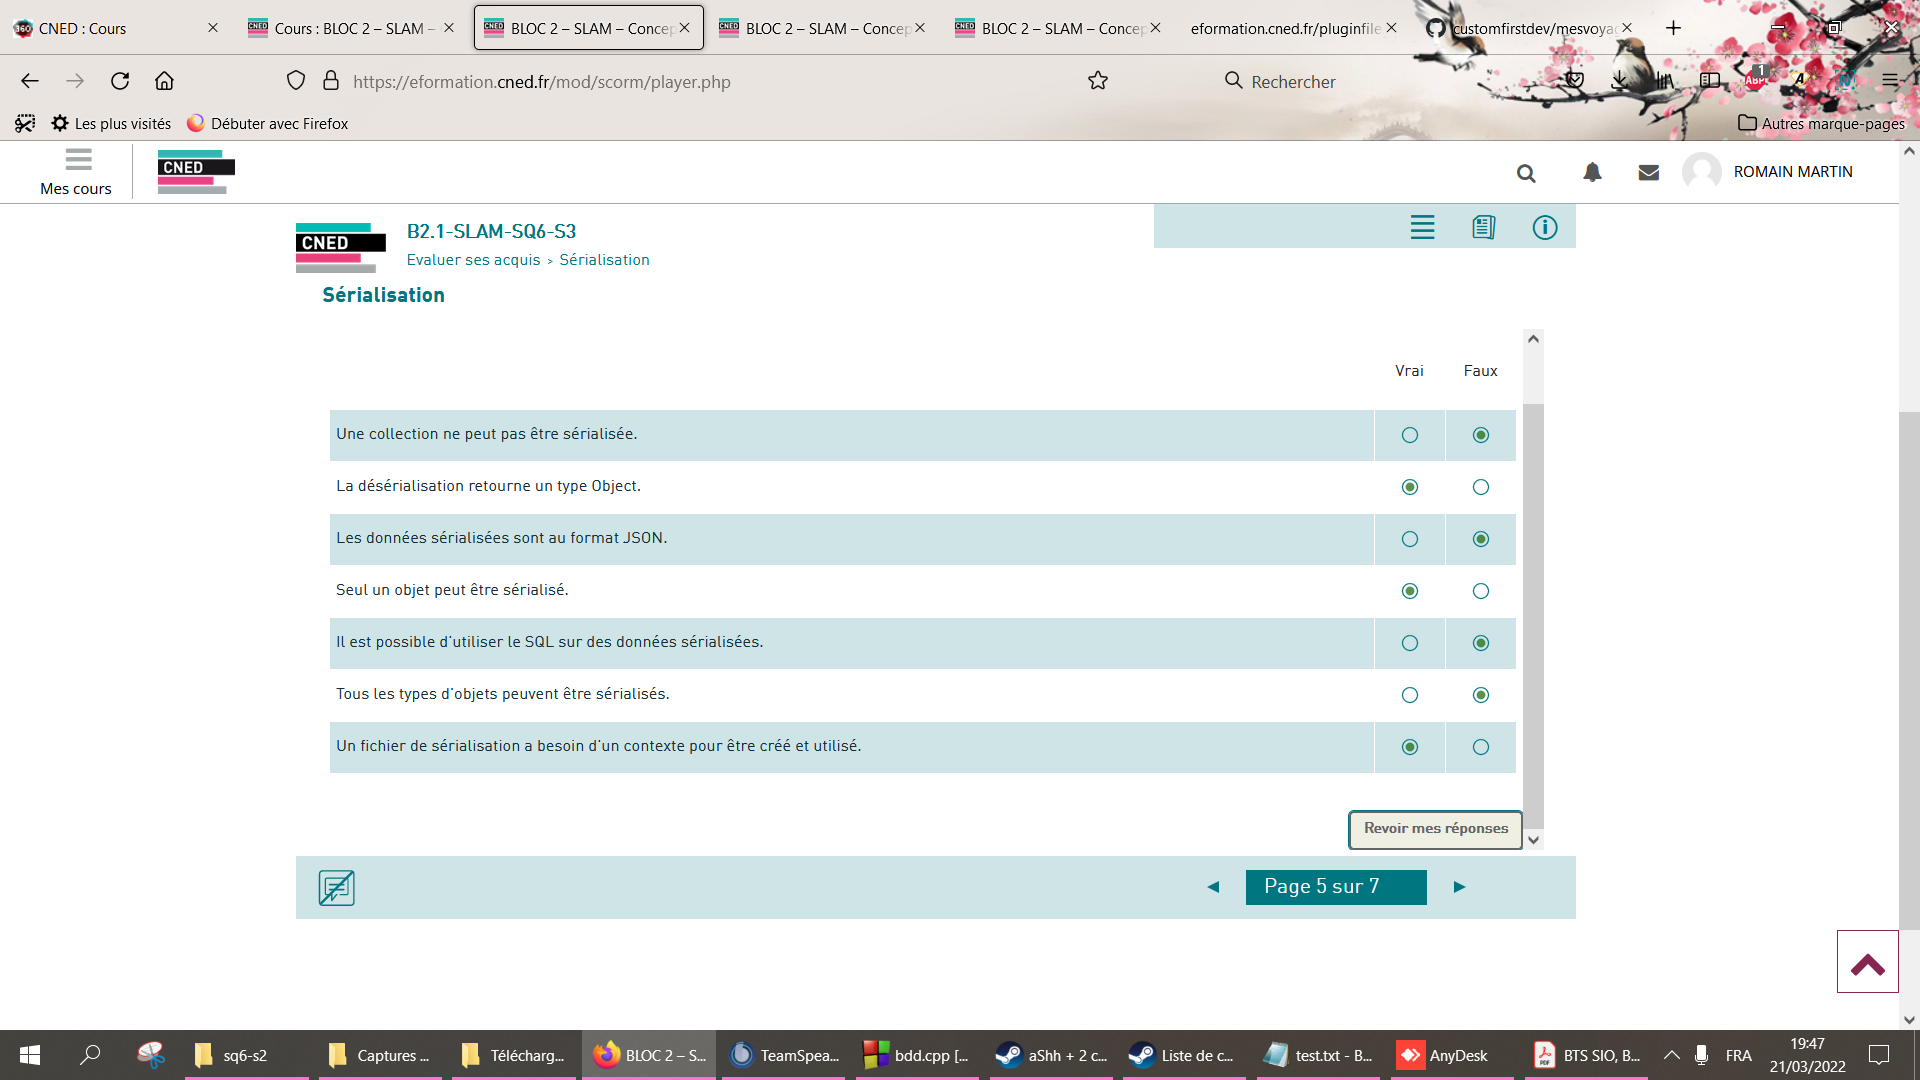 CNED : Cours
Cours : BLOC 2 – SLAM –
BLOC 2 – SLAM – Concep
BLOC 2 – SLAM – Concep
BLOC 2 – SLAM – Concep
eformation.cned.fr/pluginfile
customfirstdev/mesvoyag
https://eformation.cned.fr/mod/scorm/player.php
Rechercher
1
ABP
Les plus visités
Débuter avec Firefox
Autres marque-pages
Mes cours
CNED
ROMAIN MARTIN
CNED
B2.1-SLAM-SQ6-S3
Evaluer ses acquis > Sérialisation
Sérialisation
Vrai Faux
Une collection ne peut pas être sérialisée.
La désérialisation retourne un type Object.
Les données sérialisées sont au format JSON.
Seul un objet peut être sérialisé.
Il est possible d'utiliser le SQL sur des données sérialisées.
Tous les types d'objets peuvent être sérialisés.
Un fichier de sérialisation a besoin d'un contexte pour être créé et utilisé.
Revoir mes réponses
Page 5 sur 7
sq6-s2
Captures ...
Télécharg...
BLOC 2 – S...
TeamSpea...
bdd.cpp [...
aShh + 2 c...
Liste de c...
test.txt - B...
AnyDesk
BTS SIO, B...
FRA
19:47
21/03/2022